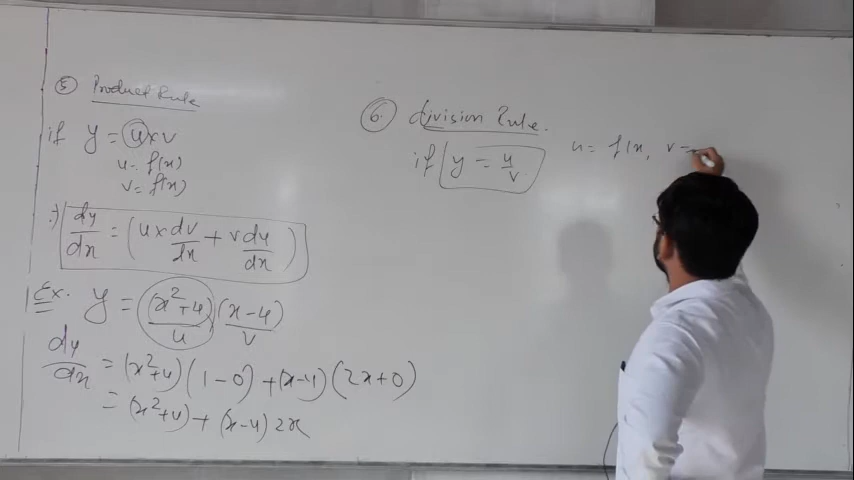 ⑤ Product Rule
if y = u×v
u = f(x)
v = f(x)
∴) dy/dx = (u×dv/dx + v du/dx)
Ex. y = (x²+4) (x-4)
u v
dy/dx = (x²+4) (1-0) + (x-4) (2x+0)
= (x²+4) + (x-4) 2x
⑥ division Rule.
if y = u/v u = f(x, v =